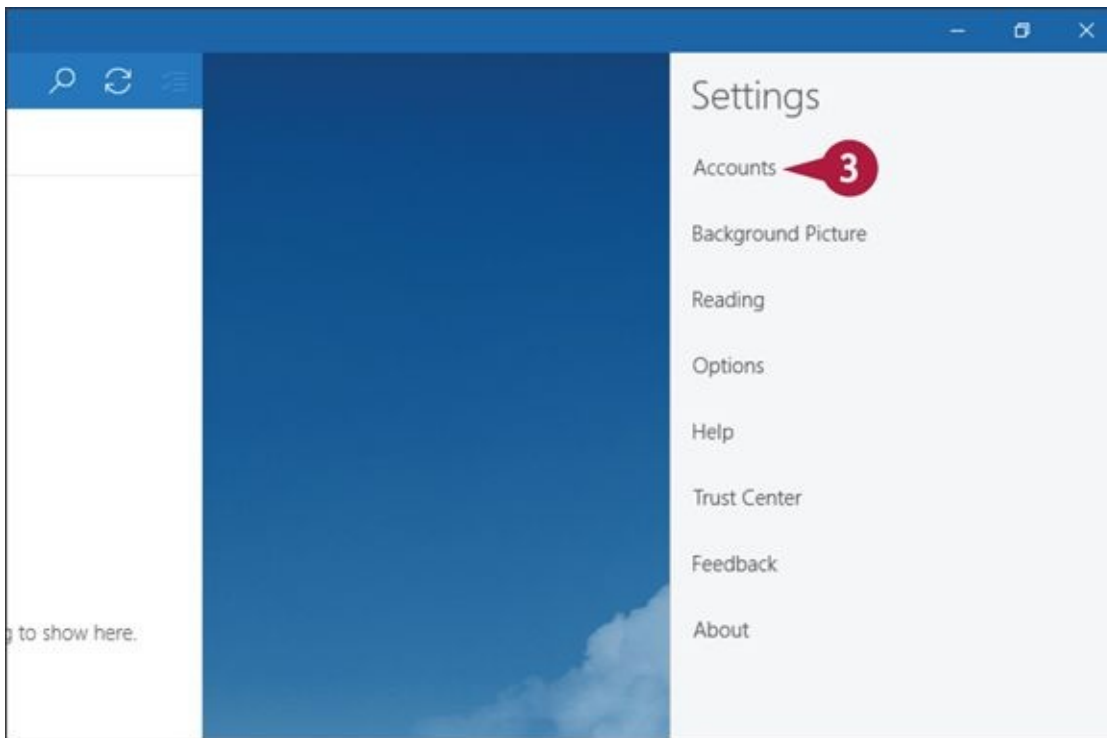 Settings
Accounts 3
Background Picture
Reading
Options
Help
Trust Center
Feedback
to show here.
About